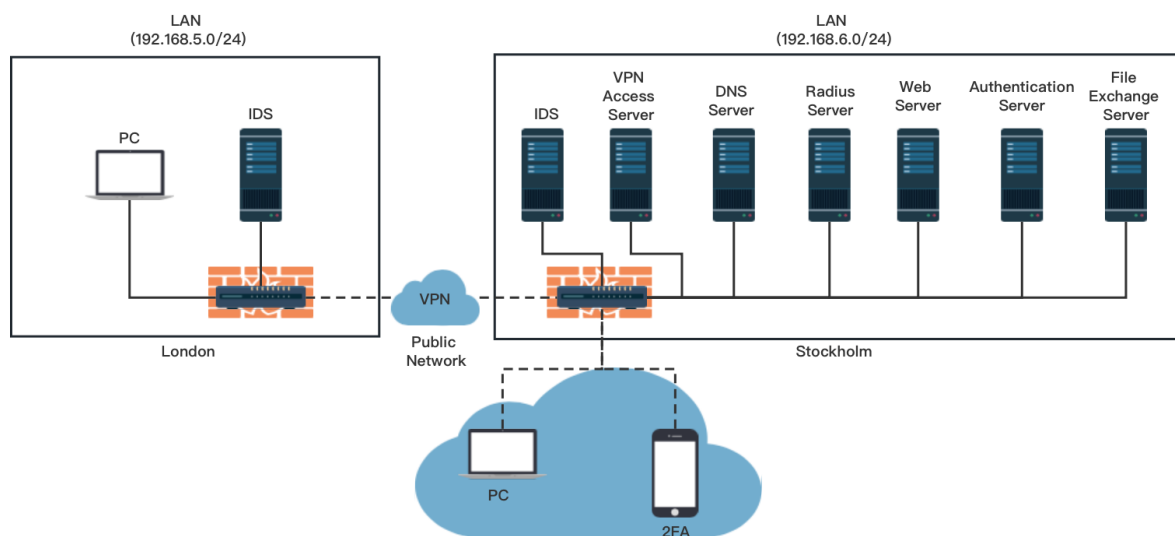 LAN
(192.168.5.0/24)
LAN
(192.168.6.0/24)
PC
IDS
IDS
VPN
Access
Server
DNS
Server
Radius
Server
Web
Server
Authentication
Server
File
Exchange
Server
VPN
Public
Network
London
Stockholm
PC
2FA